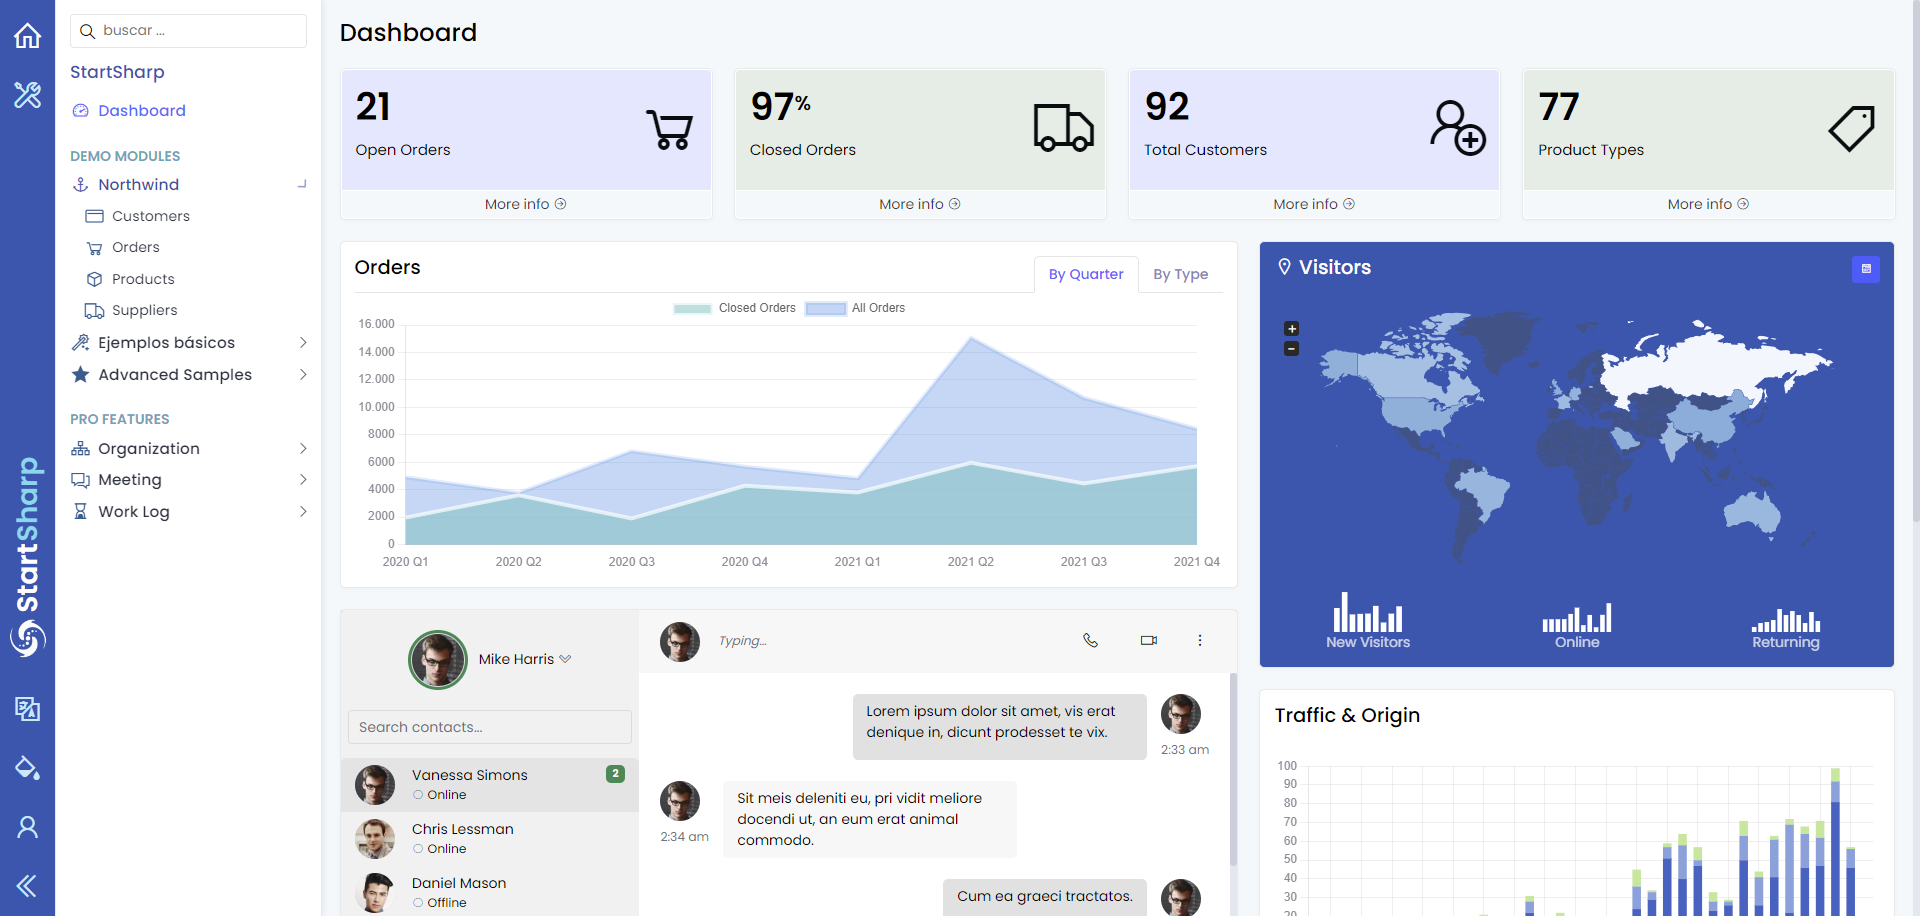 buscar ...
StartSharp
Dashboard
DEMO MODULES
Northwind
Customers
Orders
Products
Suppliers
Ejemplos básicos
Advanced Samples
PRO FEATURES
Organization
Meeting
Work Log
StartSharp
Dashboard
21
Open Orders
More info
97%
Closed Orders
More info
92
Total Customers
More info
77
Product Types
More info
Orders
By Quarter
By Type
Closed Orders
All Orders
16.000
14.000
12.000
10.000
8000
6000
4000
2000
0
2020 Q1
2020 Q2
2020 Q3
2020 Q4
2021 Q1
2021 Q2
2021 Q3
2021 Q4
Visitors
+
−
New Visitors
Online
Returning
Mike Harris
Search contacts...
Vanessa Simons
2
Online
Chris Lessman
Online
Daniel Mason
Offline
Typing...
Lorem ipsum dolor sit amet, vis erat
denique in, dicunt prodesset te vix.
2:33 am
Sit meis deleniti eu, pri vidit meliore
docendi ut, an eum erat animal
commodo.
2:34 am
Cum ea graeci tractatos.
Traffic & Origin
100
90
80
70
60
50
40
30
20